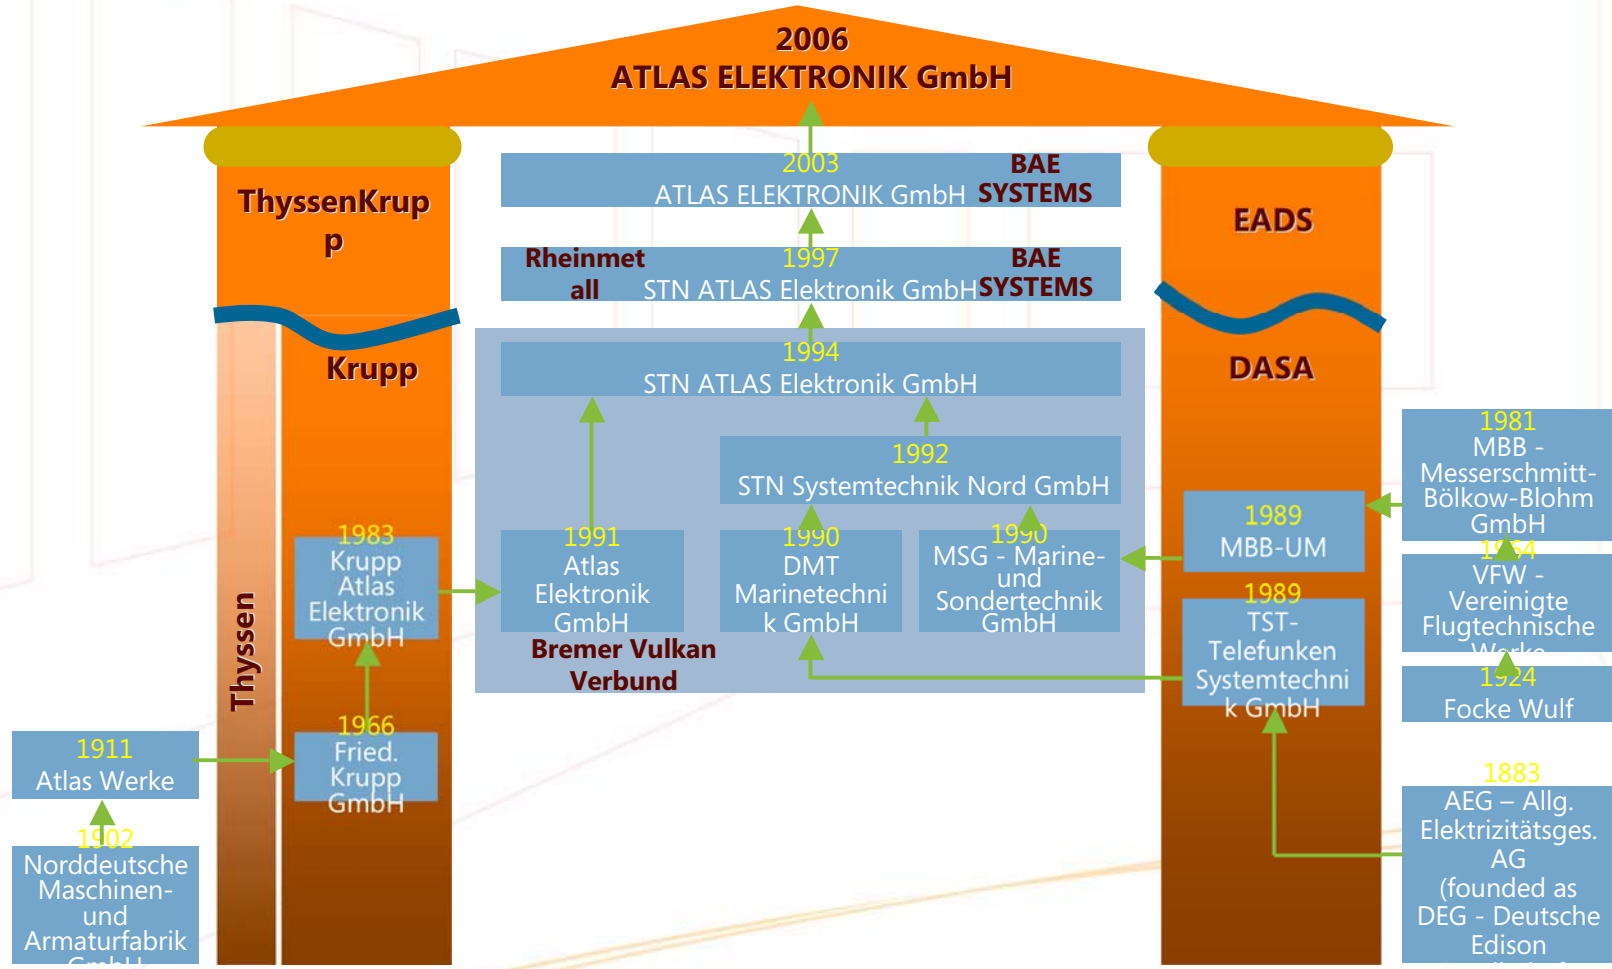 2006
ATLAS ELEKTRONIK GmbH
ThyssenKrup
p
2003
ATLAS ELEKTRONIK GmbH
BAE
SYSTEMS
EADS
Rheinmet
all
1997
STN ATLAS Elektronik GmbH
BAE
SYSTEMS
Krupp
1994
STN ATLAS Elektronik GmbH
DASA
1992
STN Systemtechnik Nord GmbH
1981
MBB -
Messerschmitt-
Bölkow-Blohm
GmbH
1983
Krupp
Atlas
Elektronik
GmbH
1991
Atlas
Elektronik
GmbH
1990
DMT
Marinetechni
k GmbH
1990
MSG - Marine-
und
Sondertechnik
GmbH
1989
MBB-UM
1964
VFW -
Vereinigte
Flugtechnische
Werke
Thyssen
Bremer Vulkan
Verbund
1989
TST-
Telefunken
Systemtechni
k GmbH
1924
Focke Wulf
1911
Atlas Werke
1966
Fried.
Krupp
GmbH
1902
Norddeutsche
Maschinen-
und
Armaturfabrik
GmbH
1883
AEG – Allg.
Elektrizitätsges.
AG
(founded as
DEG - Deutsche
Edison